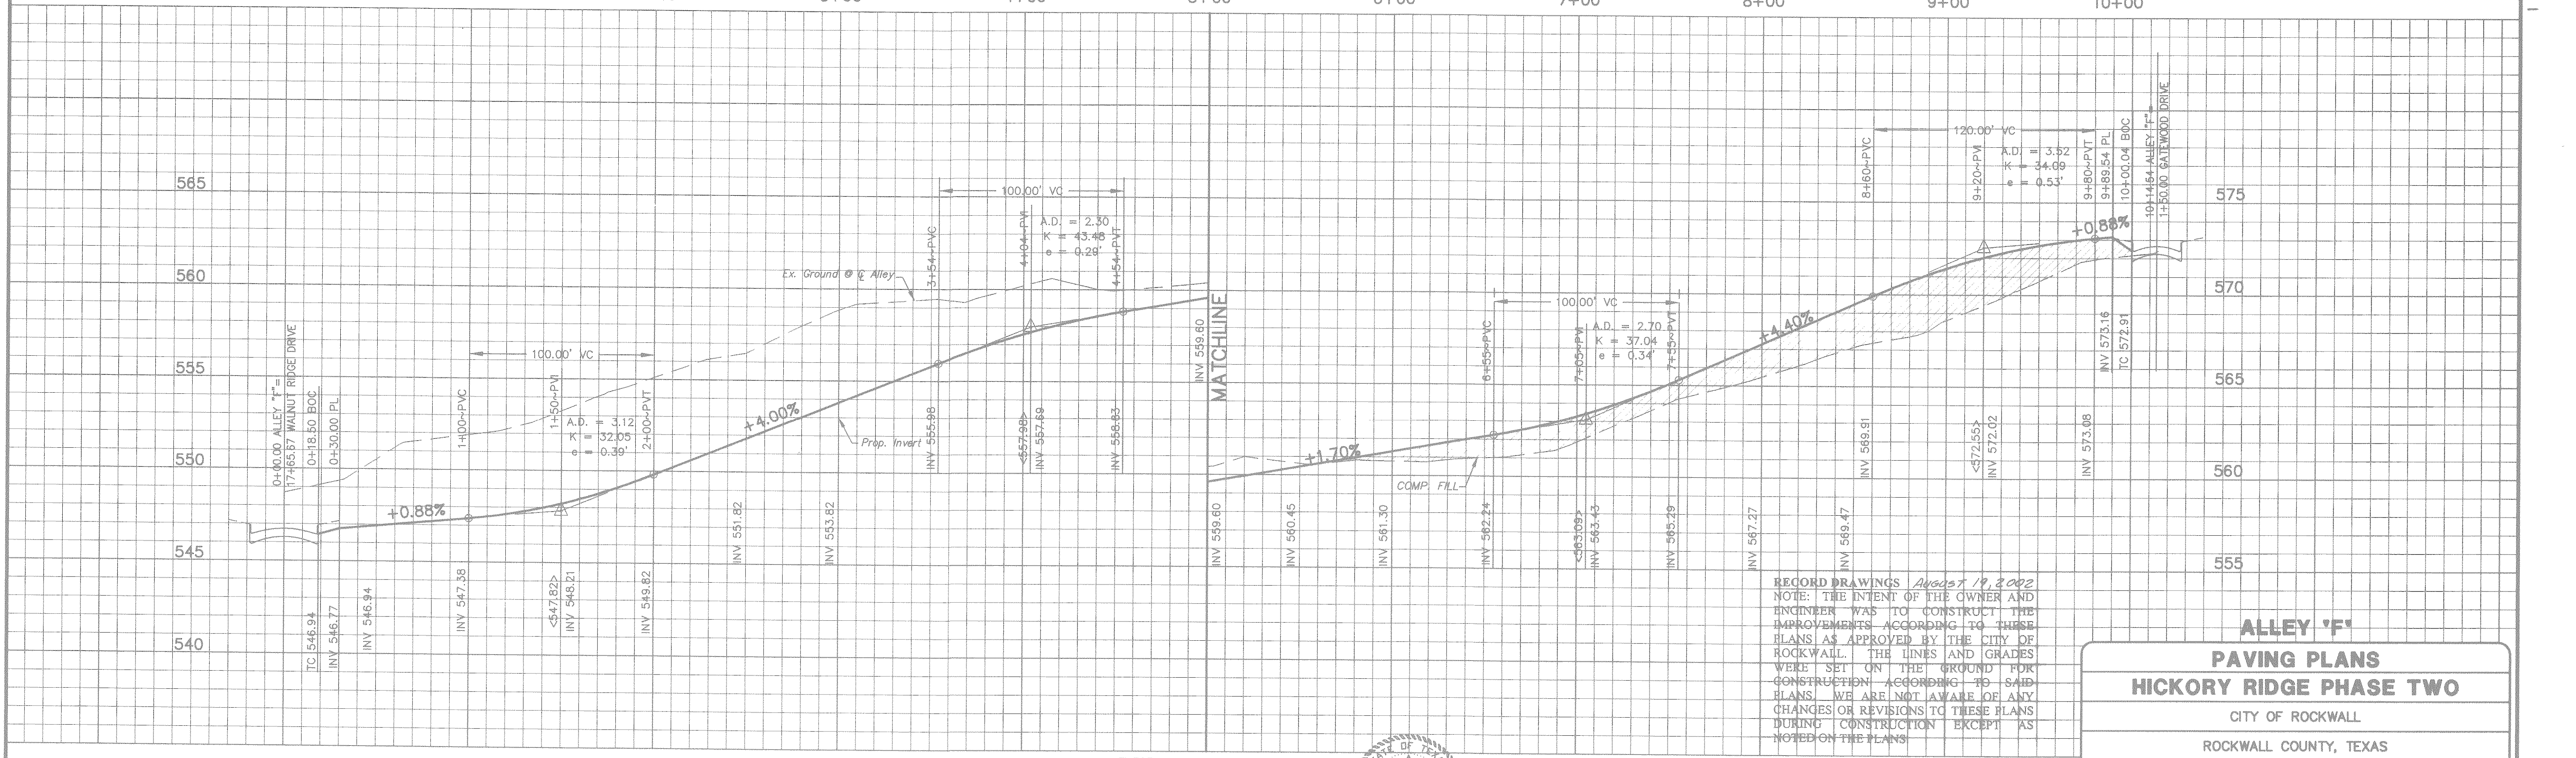 7+00
8+00
9+00
10+00
565
560
555
550
545
540
0+00.00 ALLEY "F"=
17+65.67 WALNUT RIDGE DRIVE
0+18.50 BOC
0+30.00 PL
TC 546.94
INV 546.77
INV 546.94
+0.88%
1+00~PVC
INV 547.38
100.00' VC
1+50~PVI
A.D. = 3.12
K = 32.05
e = 0.39'
<547.82>
INV 548.21
2+00~PVT
INV 549.82
INV 551.82
+4.00%
INV 553.82
Prop. Invert
Ex. Ground @ ℄ Alley
3+54~PVC
INV 555.98
100.00' VC
4+04~PVI
A.D. = 2.30
K = 43.48
e = 0.29'
<557.98>
INV 557.69
4+54~PVT
INV 558.83
INV 559.60
MATCHLINE
INV 559.60
INV 560.45
+1.70%
INV 561.30
COMP. FILL
6+55~PVC
INV 562.24
100.00' VC
7+05~PVI
A.D. = 2.70
K = 37.04
e = 0.34'
<563.09>
INV 563.43
7+55~PVT
INV 565.29
INV 567.27
+4.40%
INV 569.47
8+60~PVC
INV 569.91
120.00' VC
9+20~PVI
A.D. = 3.52
K = 34.09
e = 0.53'
<572.55>
INV 572.02
9+80~PVT
INV 573.08
+0.88%
9+89.54 PL
INV 573.16
10+00.04 BOC
TC 572.91
10+14.54 ALLEY "F"=
1+50.00 GATEWOOD DRIVE
575
570
565
560
555
RECORD DRAWINGS August 19, 2002
NOTE: THE INTENT OF THE OWNER AND
ENGINEER WAS TO CONSTRUCT THE
IMPROVEMENTS ACCORDING TO THESE
PLANS AS APPROVED BY THE CITY OF
ROCKWALL. THE LINES AND GRADES
WERE SET ON THE GROUND FOR
CONSTRUCTION ACCORDING TO SAID
PLANS. WE ARE NOT AWARE OF ANY
CHANGES OR REVISIONS TO THESE PLANS
DURING CONSTRUCTION EXCEPT AS
NOTED ON THE PLANS
ALLEY "F"
PAVING PLANS
HICKORY RIDGE PHASE TWO
CITY OF ROCKWALL
ROCKWALL COUNTY, TEXAS